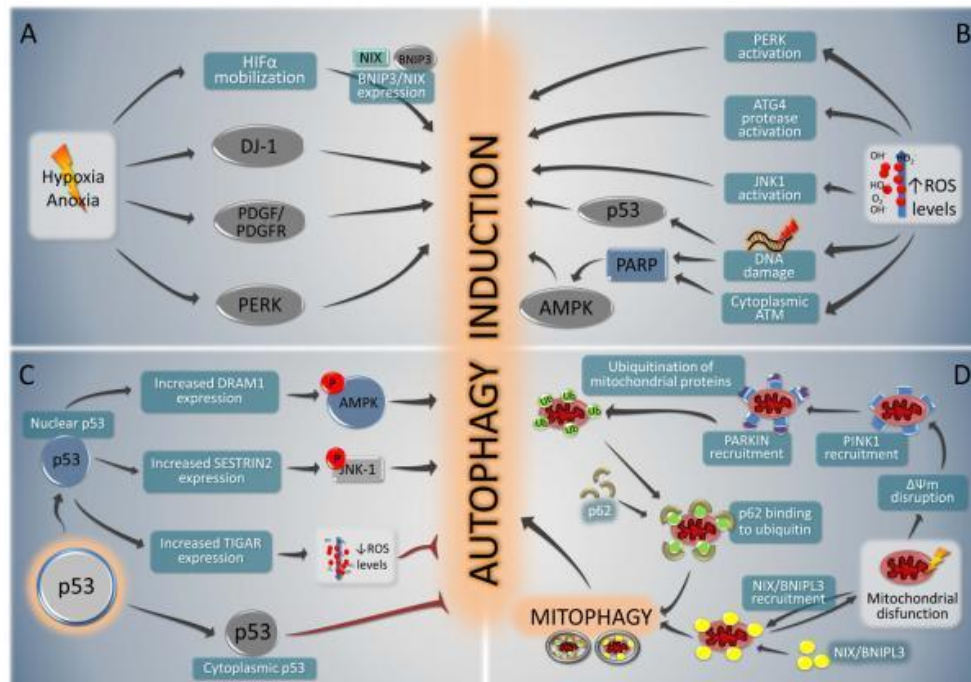 A
HIFα
mobilization
NIX
BNIP3
BNIP3/NIX
expression
Hypoxia
Anoxia
DJ-1
PDGF/
PDGFR
PERK
AUTOPHAGY INDUCTION
B
PERK
activation
ATG4
protease
activation
JNK1
activation
↑ROS
levels
p53
DNA
damage
PARP
AMPK
Cytoplasmic
ATM
C
Increased DRAM1
expression
P
AMPK
Nuclear p53
p53
Increased SESTRIN2
expression
P
JNK-1
Increased TIGAR
expression
↓ROS
levels
p53
p53
Cytoplasmic p53
D
Ubiquitination of
mitochondrial proteins
Ub
Ub
Ub
Ub
PARKIN
recruitment
PINK1
recruitment
ΔΨm
disruption
p62
p62 binding
to ubiquitin
NIX/BNIPL3
recruitment
Mitochondrial
disfunction
MITOPHAGY
NIX/BNIPL3